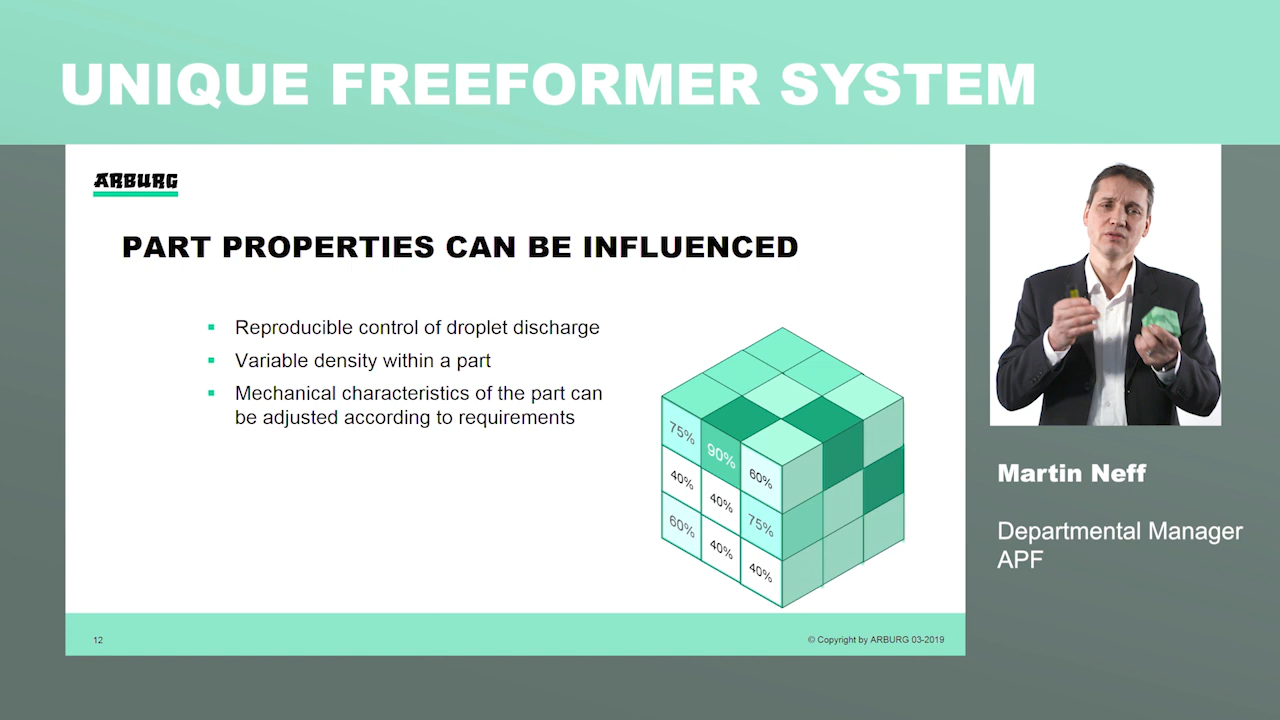 UNIQUE FREEFORMER SYSTEM
ARBURG
PART PROPERTIES CAN BE INFLUENCED
Reproducible control of droplet discharge
Variable density within a part
Mechanical characteristics of the part can
be adjusted according to requirements
75%
90%
60%
40%
40%
75%
60%
40%
40%
Martin Neff
Departmental Manager
APF
12
© Copyright by ARBURG 03-2019